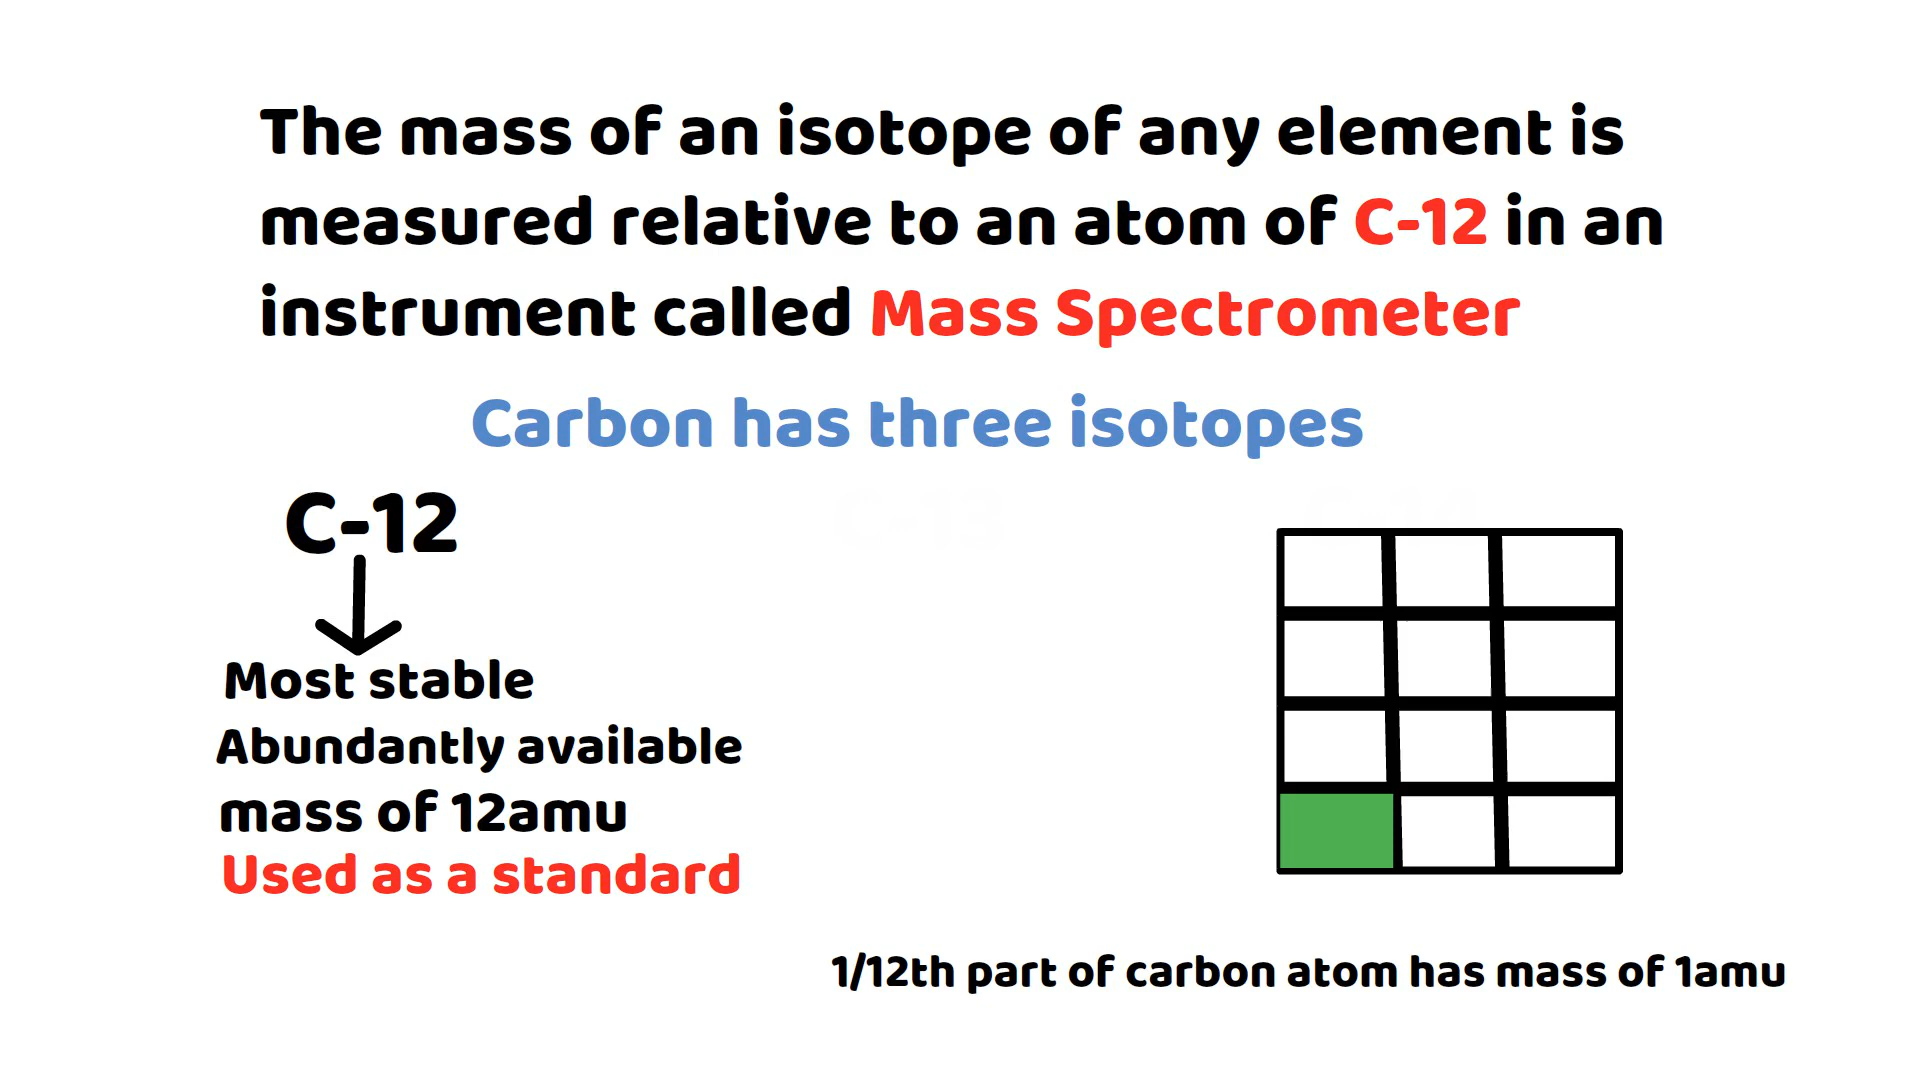 The mass of an isotope of any element is
measured relative to an atom of C-12 in an
instrument called Mass Spectrometer
Carbon has three isotopes
C-12
Most stable
Abundantly available
mass of 12amu
Used as a standard
1/12th part of carbon atom has mass of 1amu